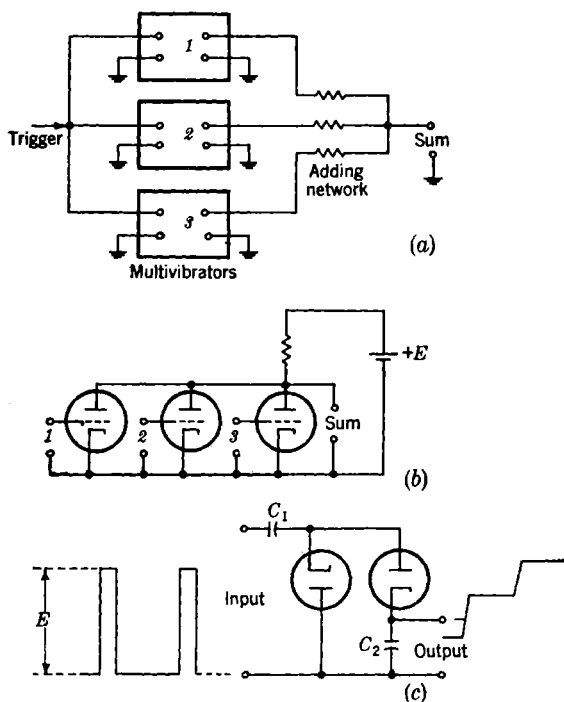 1
Trigger
2
Sum
Adding
network
3
(a)
Multivibrators
+E
1
2
3
Sum
(b)
C₁
E
Input
C₂
Output
(c)